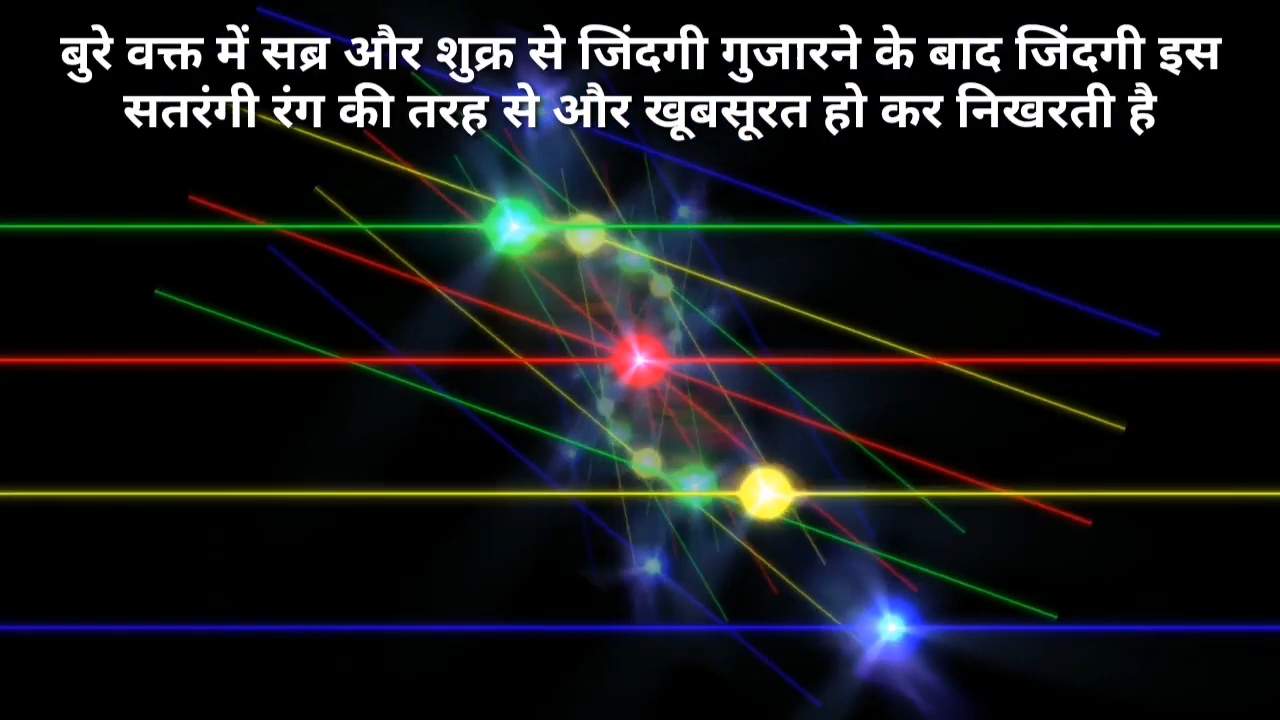 बुरे वक्त में सब्र और शुक्र से जिंदगी गुजारने के बाद जिंदगी इस
सतरंगी रंग की तरह से और खूबसूरत हो कर निखरती है